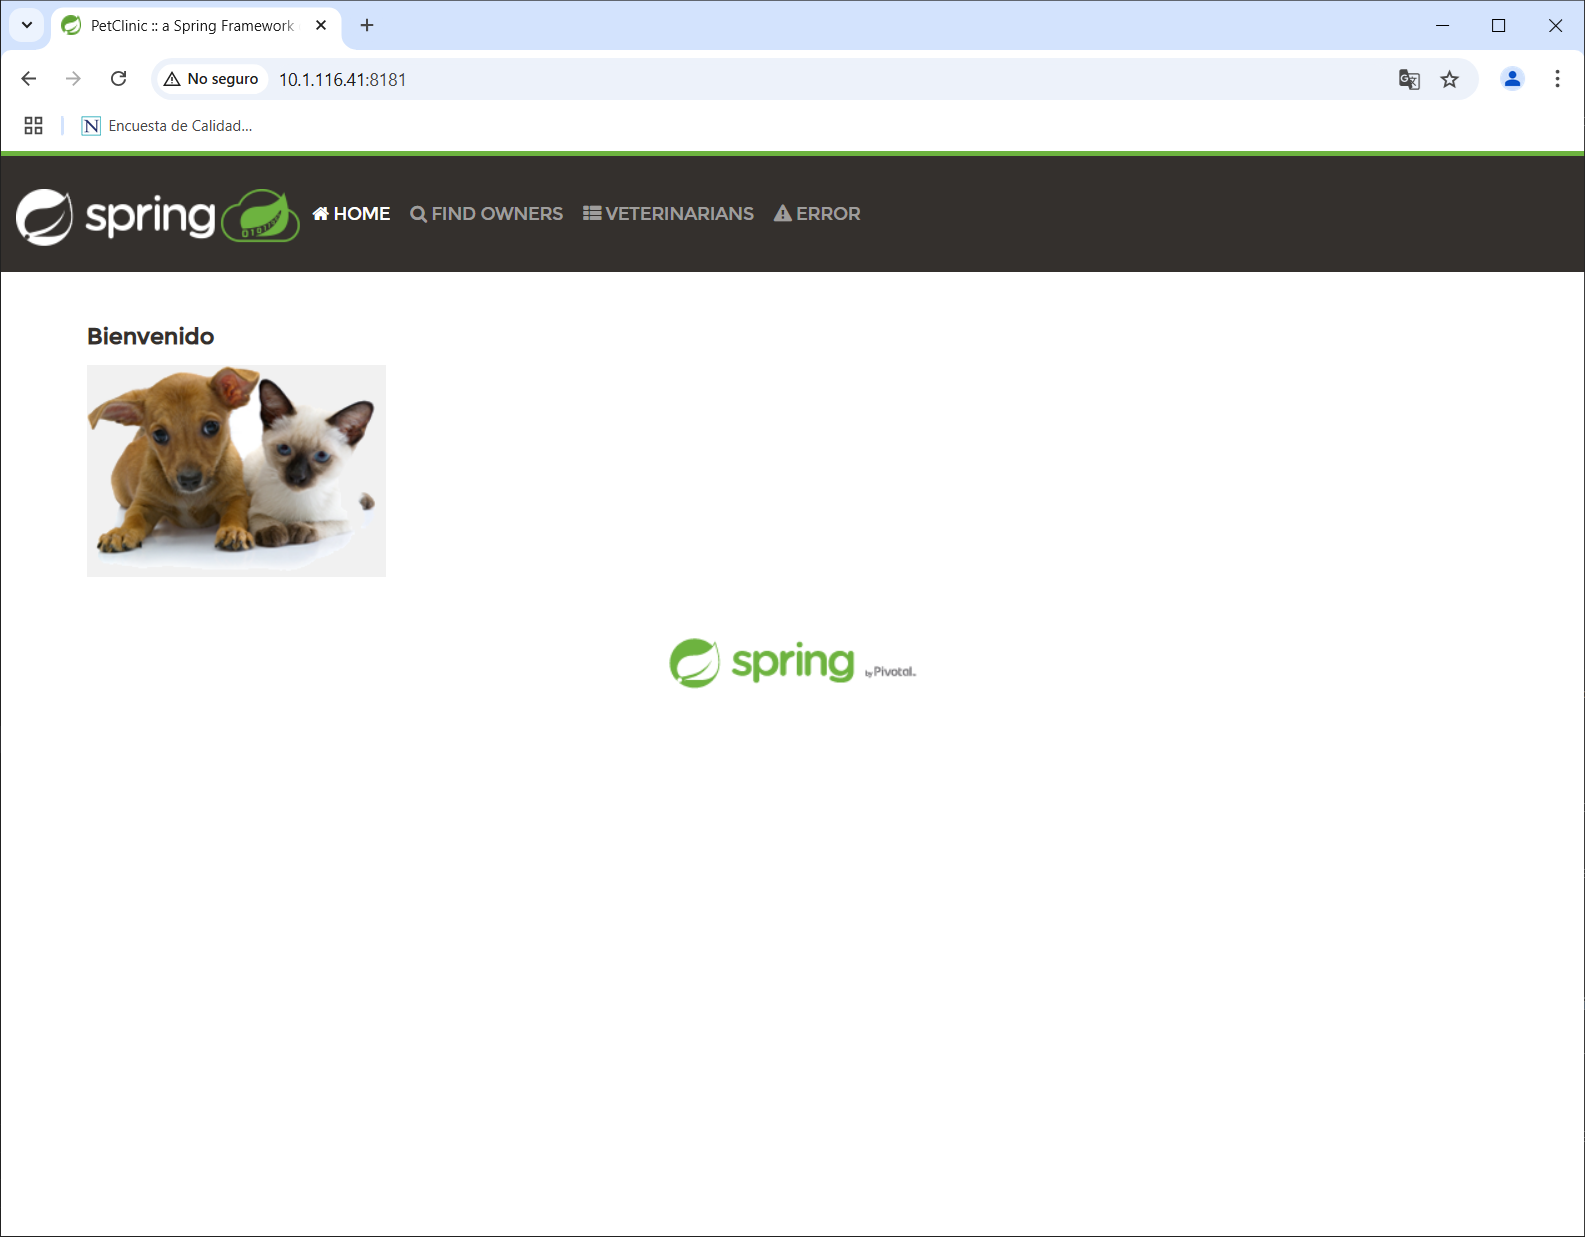 PetClinic :: a Spring Framework
No seguro
10.1.116.41:8181
Encuesta de Calidad...
spring
HOME
FIND OWNERS
VETERINARIANS
ERROR
Bienvenido
spring by Pivotal.